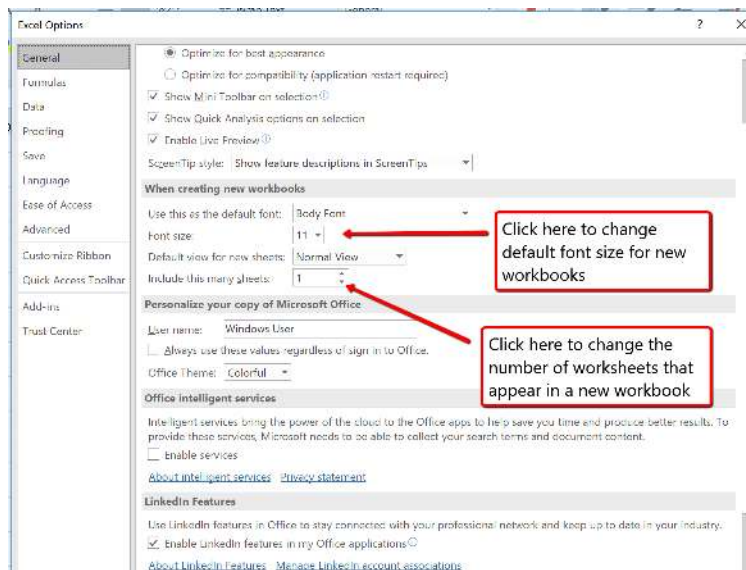 Excel Options
?
General
Formulas
Data
Proofing
Save
Language
Ease of Access
Advanced
Customize Ribbon
Quick Access Toolbar
Add-ins
Trust Center
Optimize for best appearance
Optimize for compatibility (application restart required)
Show Mini Toolbar on selection
Show Quick Analysis options on selection
Enable Live Preview
ScreenTip style: Show feature descriptions in ScreenTips
When creating new workbooks
Use this as the default font: Body Font
Font size: 11
Default view for new sheets: Normal View
Include this many sheets: 1
Click here to change
default font size for new
workbooks
Personalize your copy of Microsoft Office
User name: Windows User
Always use these values regardless of sign in to Office.
Office Theme: Colorful
Click here to change the
number of worksheets that
appear in a new workbook
Office intelligent services
Intelligent services bring the power of the cloud to the Office apps to help save you time and produce better results. To
provide these services, Microsoft needs to be able to collect your search terms and document content.
Enable services
About intelligent services Privacy statement
LinkedIn Features
Use LinkedIn features in Office to stay connected with your professional network and keep up to date in your industry.
Enable LinkedIn features in my Office applications
About LinkedIn Features Manage LinkedIn account associations